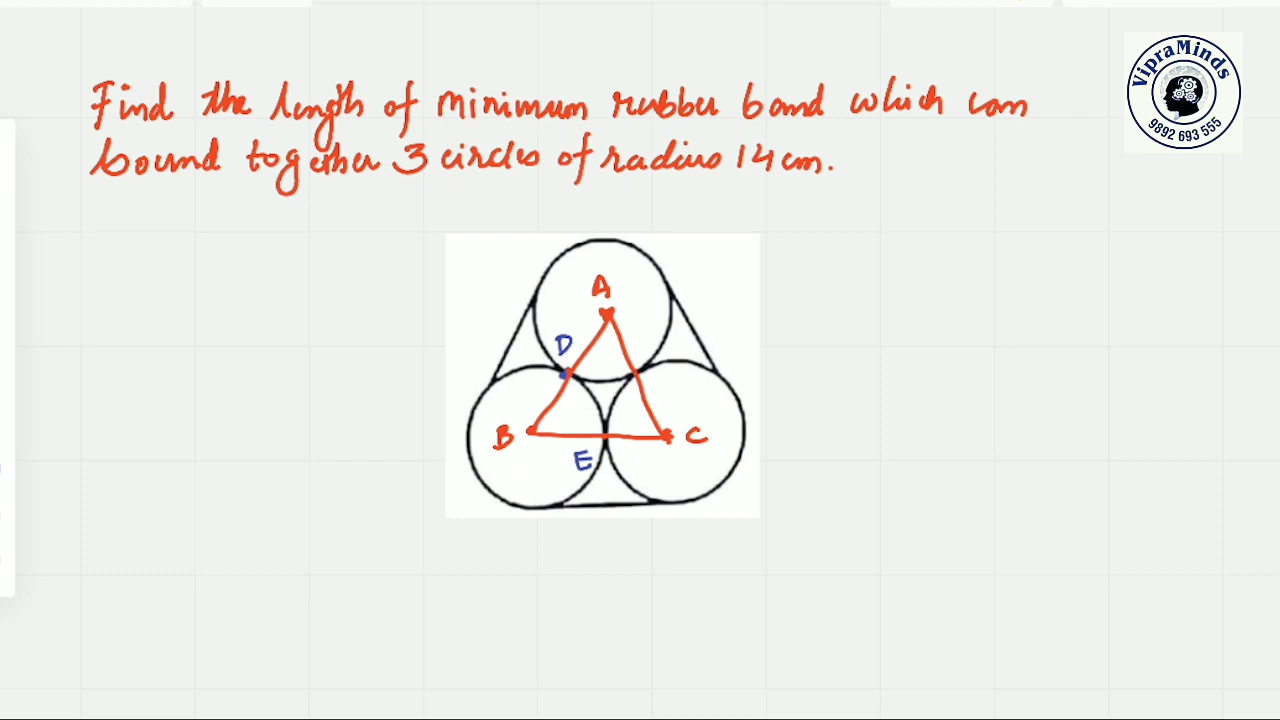 Find the length of minimum rubber band which can
bound together 3 circles of radius 14 cm.
VipraMinds
9892 693 555
A
D
B
C
E